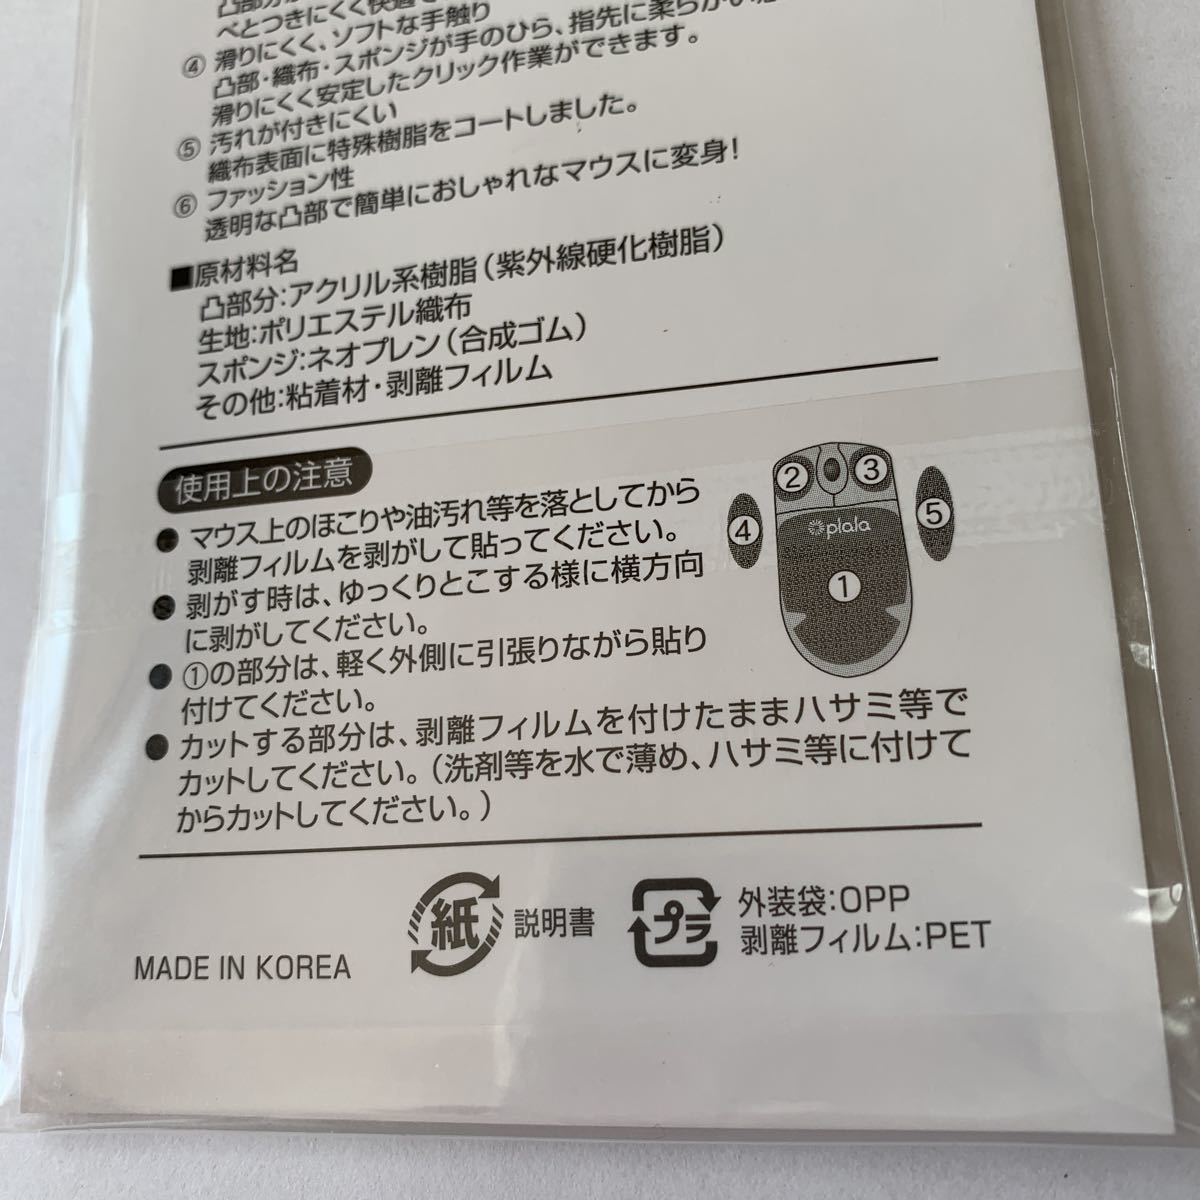 べとつきにくく快適
④ 滑りにくく、ソフトな手触り
凸部・織布・スポンジが手のひら、指先に柔らかい
滑りにくく安定したクリック作業ができます。
⑤ 汚れが付きにくい
織布表面に特殊樹脂をコートしました。
⑥ ファッション性
透明な凸部で簡単におしゃれなマウスに変身!
■原材料名
凸部分:アクリル系樹脂(紫外線硬化樹脂)
生地:ポリエステル織布
スポンジ:ネオプレン(合成ゴム)
その他:粘着材・剥離フィルム
使用上の注意
● マウス上のほこりや油汚れ等を落としてから
剥離フィルムを剥がして貼ってください。
● 剥がす時は、ゆっくりとこする様に横方向
に剥がしてください。
● ①の部分は、軽く外側に引張りながら貼り
付けてください。
● カットする部分は、剥離フィルムを付けたままハサミ等で
カットしてください。(洗剤等を水で薄め、ハサミ等に付けて
からカットしてください。)
② ③
④ ⑤
plala
①
MADE IN KOREA
紙 説明書
プラ
外装袋:OPP
剥離フィルム:PET